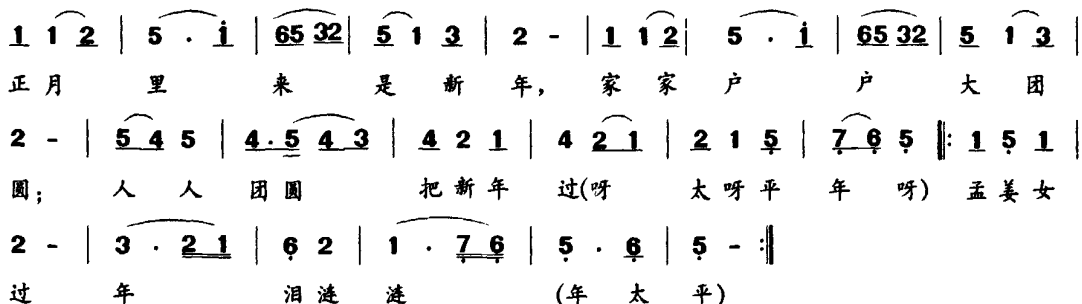 1 1 2 | 5 · i | 65 32 | 5 1 3 | 2 - | 1 1 2 | 5 · i | 65 32 | 5 1 3 |
正 月 里 来 是 新 年， 家 家 户 户 大 团
2 - | 5 4 5 | 4 · 5 4 3 | 4 2 1 | 4 2 1 | 2 1 5 | 7 6 5 ‖: 1 5 1 |
圆； 人 人 团 圆 把 新 年 过(呀 太 呀 平 年 呀) 孟 姜 女
2 - | 3 · 2 1 | 6 2 | 1 · 7 6 | 5 · 6 | 5 - :‖
过 年 泪 涟 涟 (年 太 平)